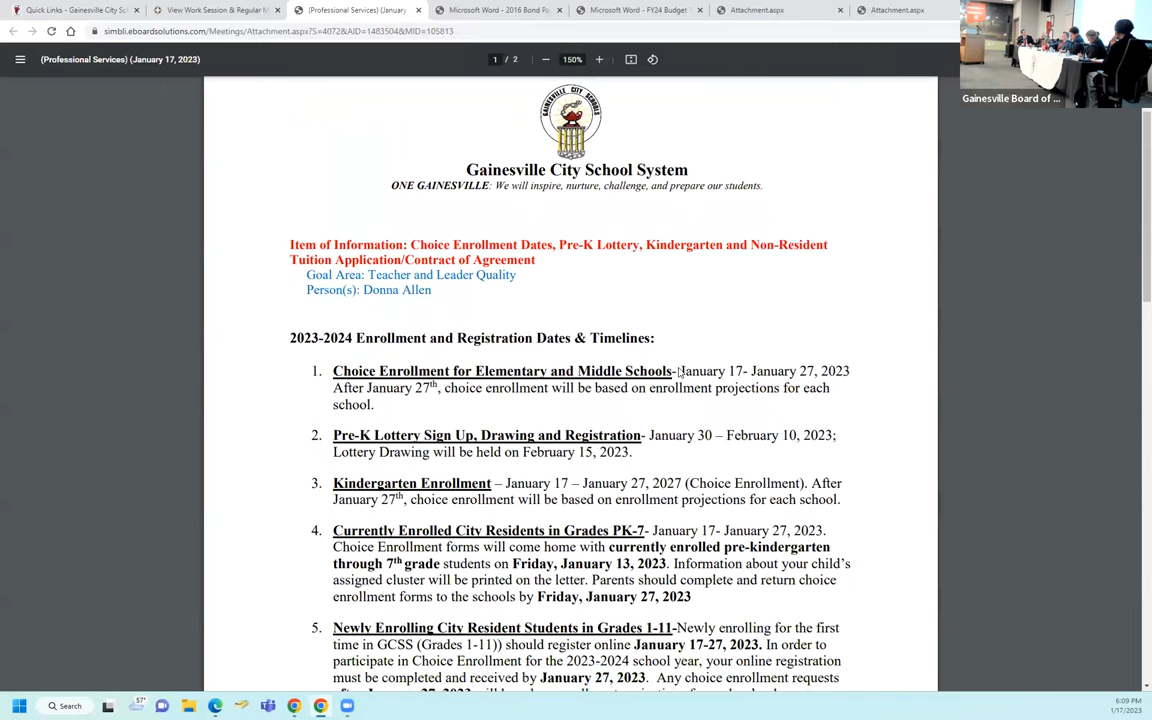 Quick Links - Gainesville City Sc
View Work Session & Regular M
(Professional Services) (January
Microsoft Word - 2016 Bond Pa
Microsoft Word - FY24 Budget T
Attachment.aspx
Attachment.aspx
simbli.eboardsolutions.com/Meetings/Attachment.aspx?S=4072&AID=1483504&MID=105813
(Professional Services) (January 17, 2023)
1 / 2
150%
Gainesville Board of ...
GAINESVILLE CITY SCHOOLS
Gainesville City School System
ONE GAINESVILLE: We will inspire, nurture, challenge, and prepare our students.
Item of Information: Choice Enrollment Dates, Pre-K Lottery, Kindergarten and Non-Resident
Tuition Application/Contract of Agreement
Goal Area: Teacher and Leader Quality
Person(s): Donna Allen
2023-2024 Enrollment and Registration Dates & Timelines:
1. Choice Enrollment for Elementary and Middle Schools-January 17- January 27, 2023
After January 27th, choice enrollment will be based on enrollment projections for each
school.
2. Pre-K Lottery Sign Up, Drawing and Registration- January 30 – February 10, 2023;
Lottery Drawing will be held on February 15, 2023.
3. Kindergarten Enrollment – January 17 – January 27, 2027 (Choice Enrollment). After
January 27th, choice enrollment will be based on enrollment projections for each school.
4. Currently Enrolled City Residents in Grades PK-7- January 17- January 27, 2023.
Choice Enrollment forms will come home with currently enrolled pre-kindergarten
through 7th grade students on Friday, January 13, 2023. Information about your child's
assigned cluster will be printed on the letter. Parents should complete and return choice
enrollment forms to the schools by Friday, January 27, 2023
5. Newly Enrolling City Resident Students in Grades 1-11-Newly enrolling for the first
time in GCSS (Grades 1-11)) should register online January 17-27, 2023. In order to
participate in Choice Enrollment for the 2023-2024 school year, your online registration
must be completed and received by January 27, 2023. Any choice enrollment requests
Search
57°
6:09 PM
1/17/2023